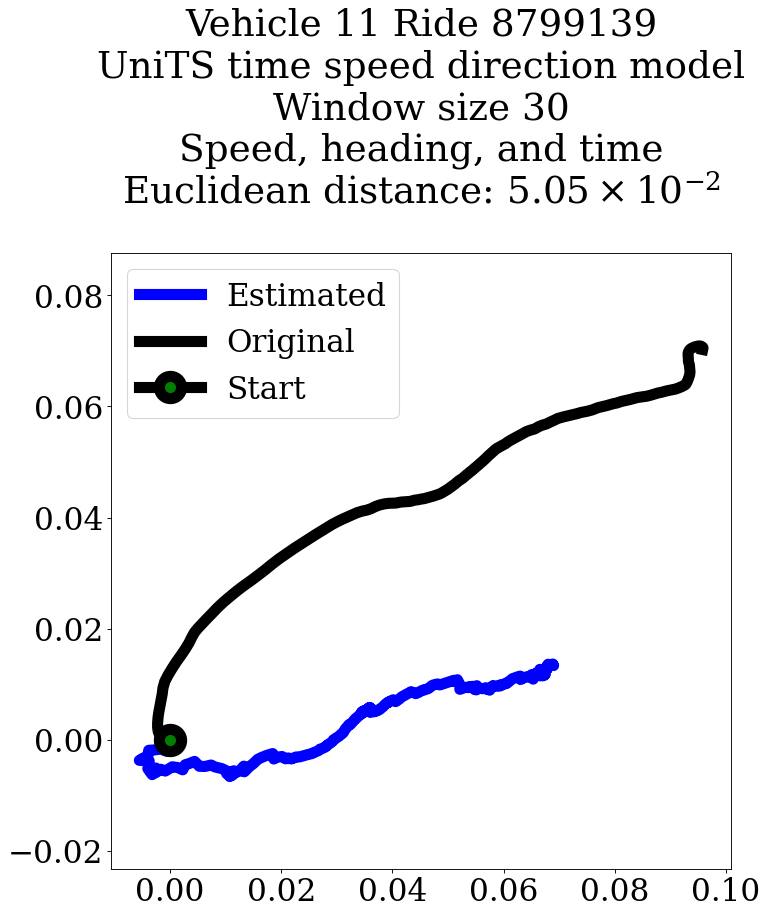 Vehicle 11 Ride 8799139
UniTS time speed direction model
Window size 30
Speed, heading, and time
Euclidean distance: 5.05 × 10⁻²
Estimated
Original
Start
0.08
0.06
0.04
0.02
0.00
−0.02
0.00 0.02 0.04 0.06 0.08 0.10